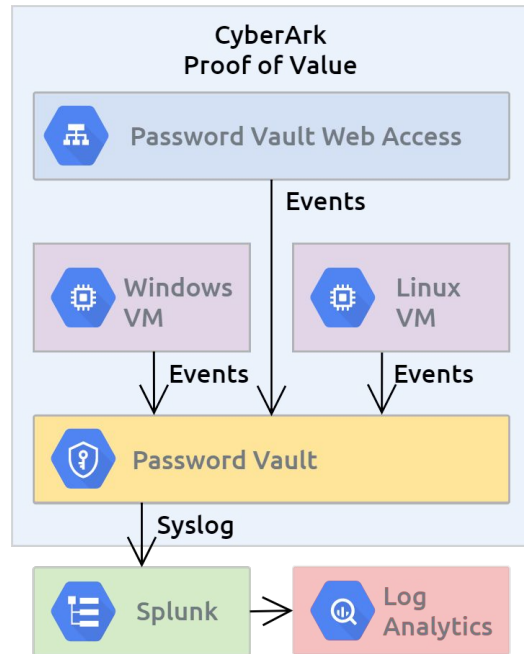 CyberArk
Proof of Value
Password Vault Web Access
Events
Windows
VM
Linux
VM
Events
Events
Password Vault
Syslog
Splunk
Log
Analytics